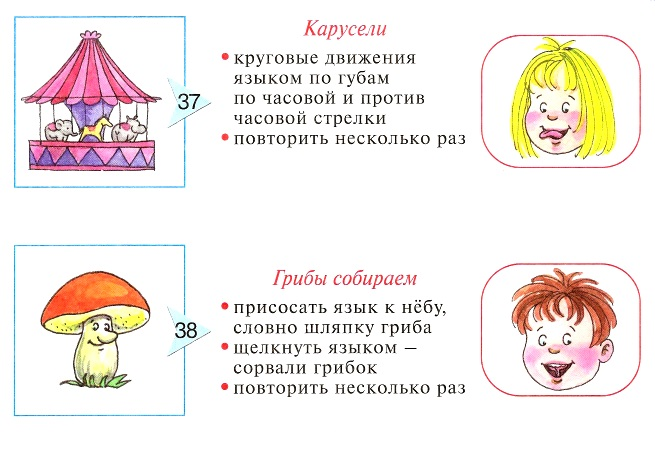 Карусели
• круговые движения
языком по губам
по часовой и против
часовой стрелки
• повторить несколько раз
37
Грибы собираем
• присосать язык к нёбу,
словно шляпку гриба
• щелкнуть языком –
сорвали грибок
• повторить несколько раз
38